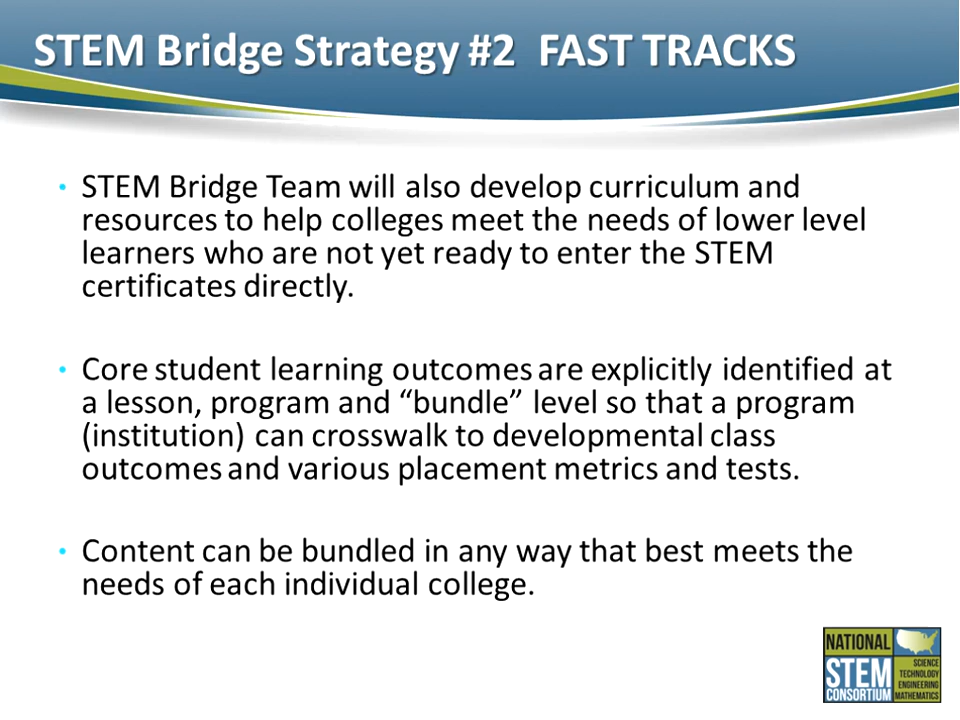 STEM Bridge Strategy #2 FAST TRACKS
• STEM Bridge Team will also develop curriculum and
resources to help colleges meet the needs of lower level
learners who are not yet ready to enter the STEM
certificates directly.
• Core student learning outcomes are explicitly identified at
a lesson, program and “bundle” level so that a program
(institution) can crosswalk to developmental class
outcomes and various placement metrics and tests.
• Content can be bundled in any way that best meets the
needs of each individual college.
NATIONAL
STEM
CONSORTIUM
SCIENCE
TECHNOLOGY
ENGINEERING
MATHEMATICS